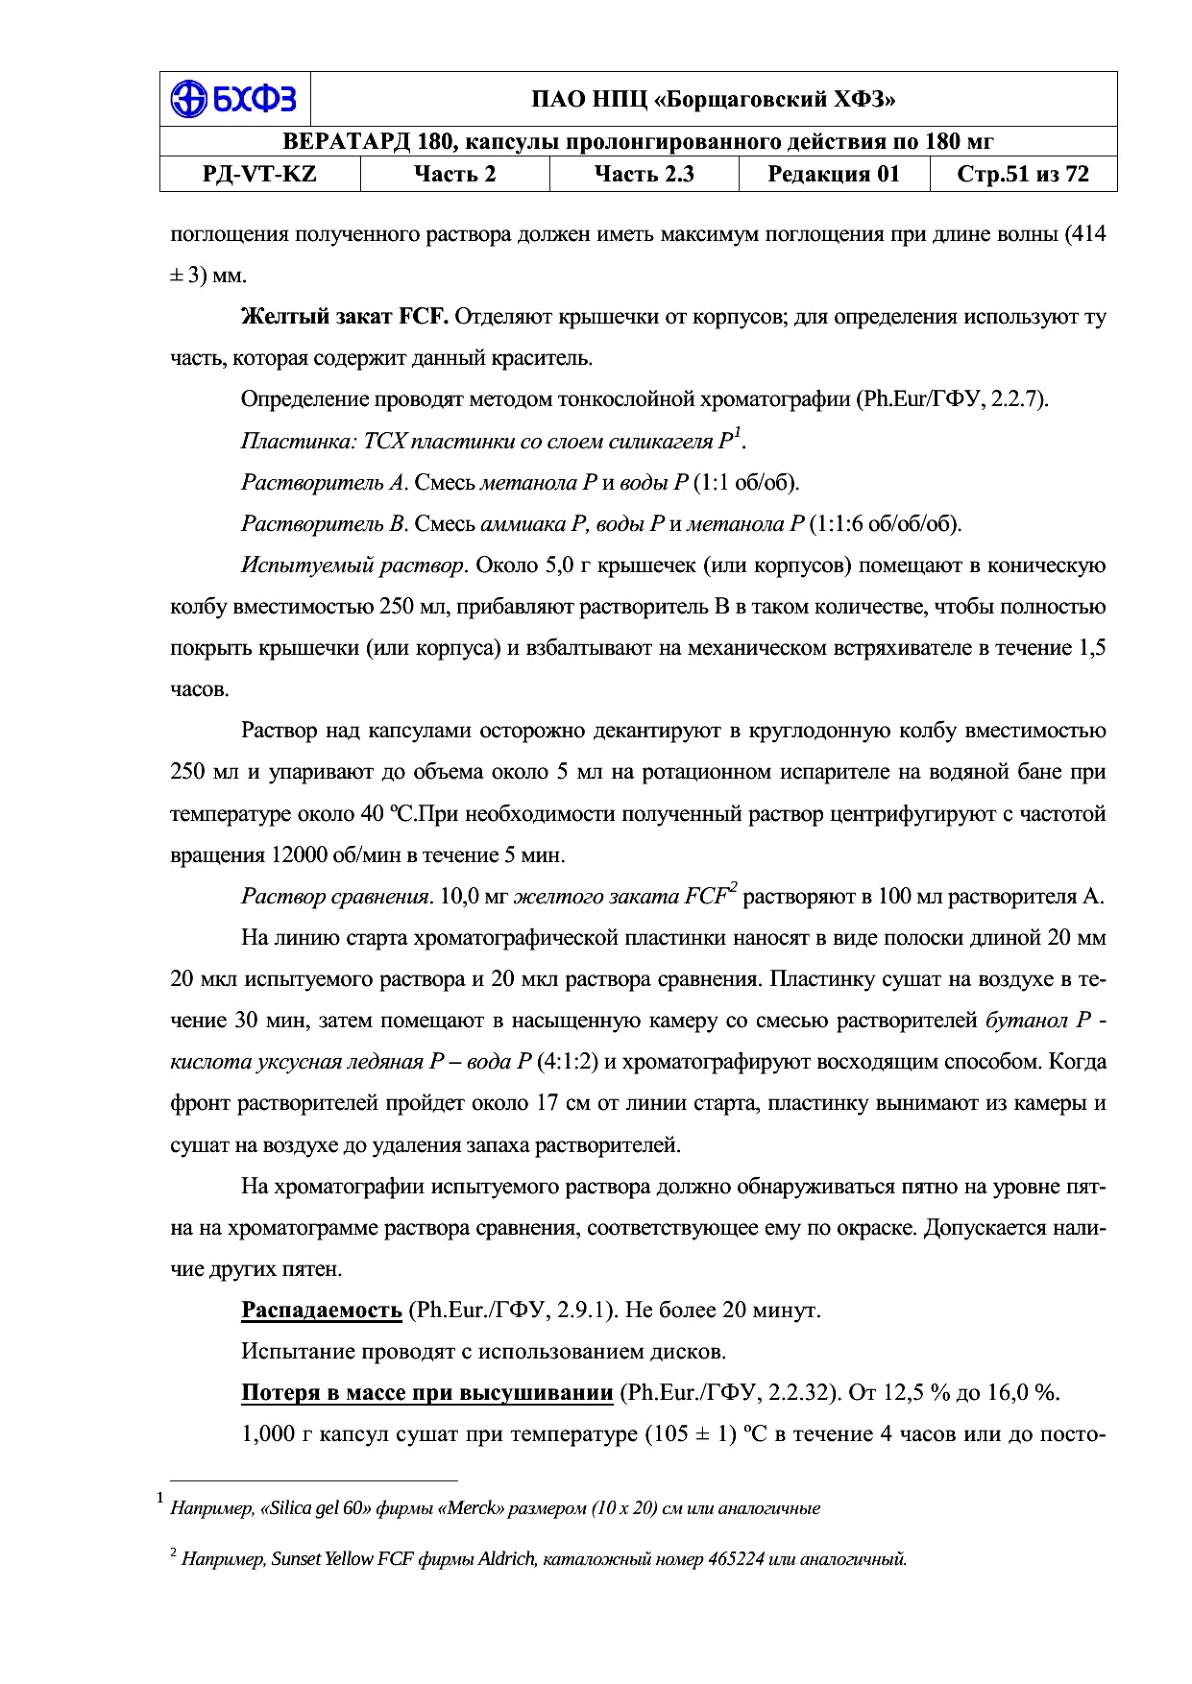 БХФЗ
ПАО НПЦ «Борщаговский ХФЗ»
ВЕРАТАРД 180, капсулы пролонгированного действия по 180 мг
РД-VT-KZ Часть 2 Часть 2.3 Редакция 01 Стр.51 из 72
поглощения полученного раствора должен иметь максимум поглощения при длине волны (414
± 3) мм.
Желтый закат FCF. Отделяют крышечки от корпусов; для определения используют ту
часть, которая содержит данный краситель.
Определение проводят методом тонкослойной хроматографии (Ph.Eur/ГФУ, 2.2.7).
Пластинка: ТСХ пластинки со слоем силикагеля Р1.
Растворитель А. Смесь метанола Р и воды Р (1:1 об/об).
Растворитель В. Смесь аммиака Р, воды Р и метанола Р (1:1:6 об/об/об).
Испытуемый раствор. Около 5,0 г крышечек (или корпусов) помещают в коническую
колбу вместимостью 250 мл, прибавляют растворитель В в таком количестве, чтобы полностью
покрыть крышечки (или корпуса) и взбалтывают на механическом встряхивателе в течение 1,5
часов.
Раствор над капсулами осторожно декантируют в круглодонную колбу вместимостью
250 мл и упаривают до объема около 5 мл на ротационном испарителе на водяной бане при
температуре около 40 ºС.При необходимости полученный раствор центрифугируют с частотой
вращения 12000 об/мин в течение 5 мин.
Раствор сравнения. 10,0 мг желтого заката FCF2 растворяют в 100 мл растворителя А.
На линию старта хроматографической пластинки наносят в виде полоски длиной 20 мм
20 мкл испытуемого раствора и 20 мкл раствора сравнения. Пластинку сушат на воздухе в те-
чение 30 мин, затем помещают в насыщенную камеру со смесью растворителей бутанол Р -
кислота уксусная ледяная Р – вода Р (4:1:2) и хроматографируют восходящим способом. Когда
фронт растворителей пройдет около 17 см от линии старта, пластинку вынимают из камеры и
сушат на воздухе до удаления запаха растворителей.
На хроматографии испытуемого раствора должно обнаруживаться пятно на уровне пят-
на на хроматограмме раствора сравнения, соответствующее ему по окраске. Допускается нали-
чие других пятен.
Распадаемость (Ph.Eur./ГФУ, 2.9.1). Не более 20 минут.
Испытание проводят с использованием дисков.
Потеря в массе при высушивании (Ph.Eur./ГФУ, 2.2.32). От 12,5 % до 16,0 %.
1,000 г капсул сушат при температуре (105 ± 1) ºС в течение 4 часов или до посто-
1 Например, «Silica gel 60» фирмы «Merck» размером (10 х 20) см или аналогичные
2 Например, Sunset Yellow FCF фирмы Aldrich, каталожный номер 465224 или аналогичный.